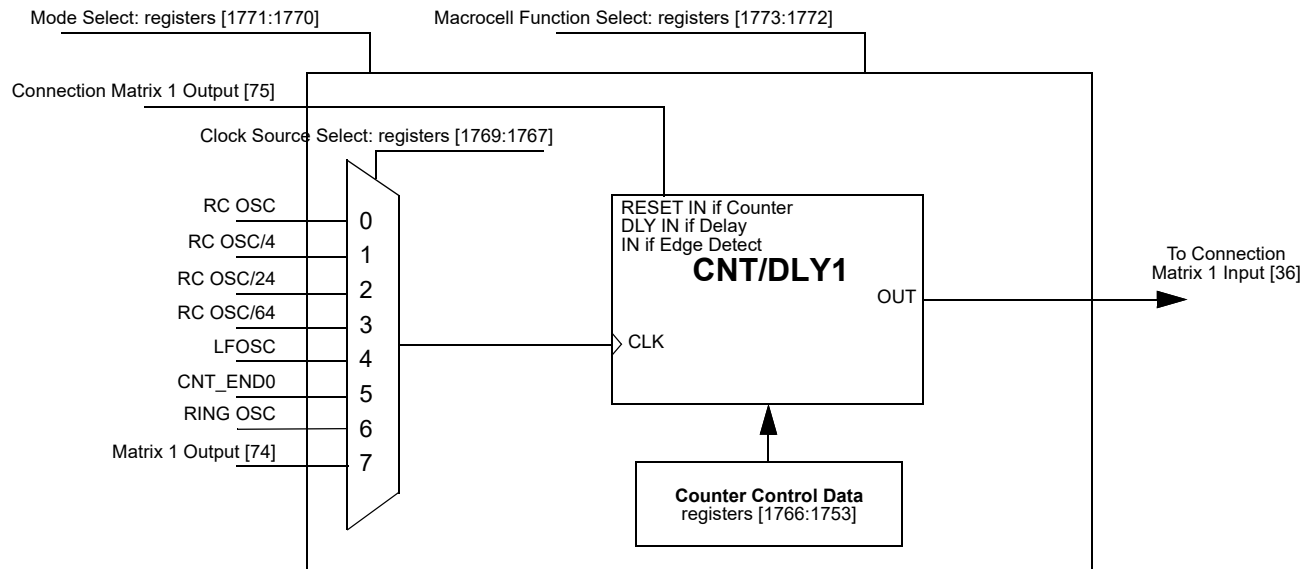 Mode Select: registers [1771:1770]
Macrocell Function Select: registers [1773:1772]
Connection Matrix 1 Output [75]
Clock Source Select: registers [1769:1767]
RC OSC
0
RC OSC/4
1
RC OSC/24
2
RC OSC/64
3
LFOSC
4
CNT_END0
5
RING OSC
6
Matrix 1 Output [74]
7
RESET IN if Counter
DLY IN if Delay
IN if Edge Detect
CNT/DLY1
OUT
CLK
To Connection
Matrix 1 Input [36]
Counter Control Data
registers [1766:1753]